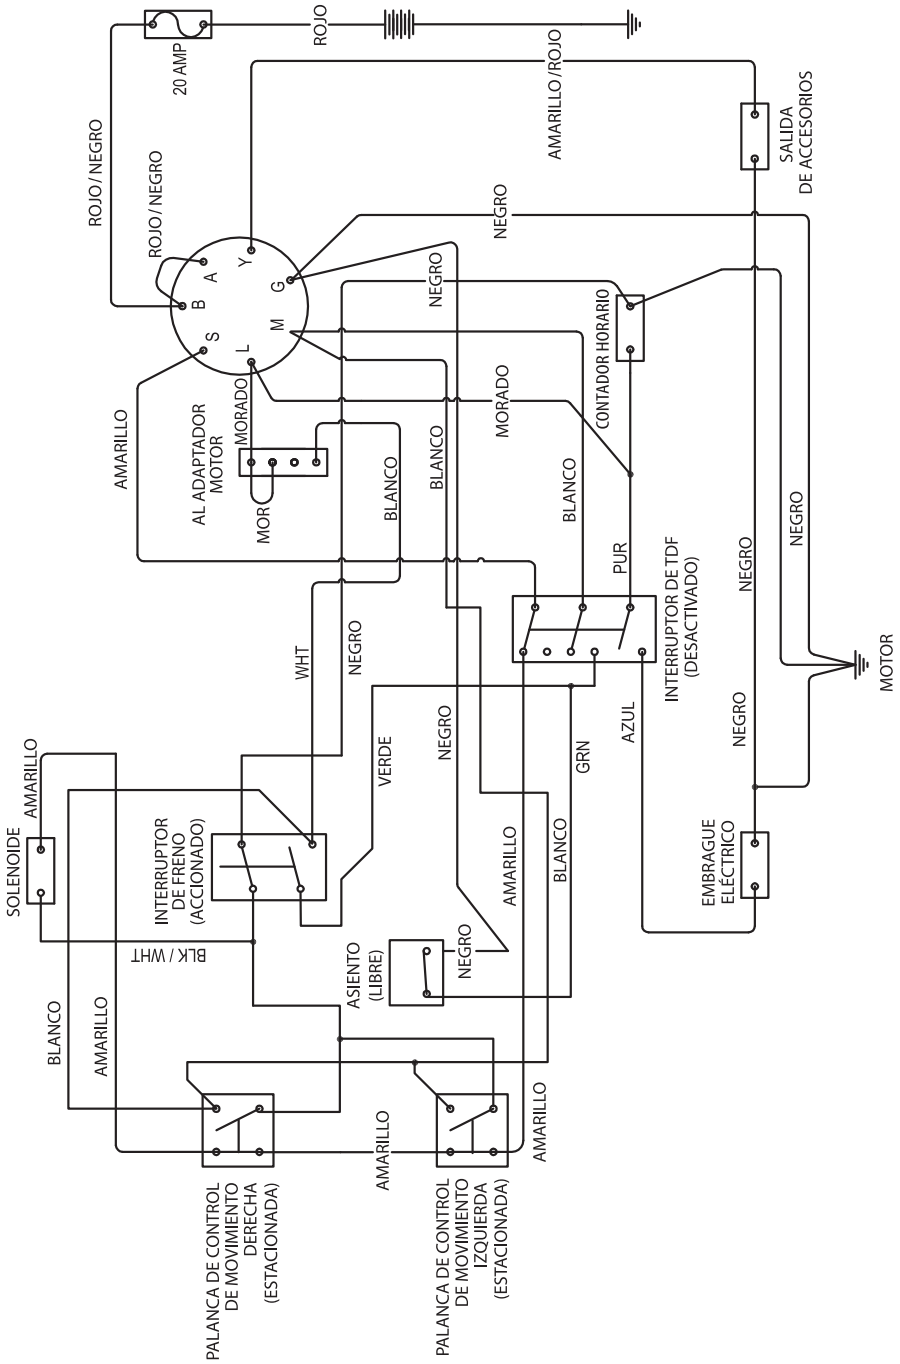 ROJO
20 AMP
AMARILLO /ROJO
ROJO / NEGRO
ROJO / NEGRO
SALIDA
DE ACCESORIOS
A
Y
B
G
S
M
L
NEGRO
NEGRO
CONTADOR HORARIO
MORADO
MORADO
AMARILLO
AL ADAPTADOR
MOTOR
MOR
BLANCO
BLANCO
BLANCO
PUR
NEGRO
NEGRO
INTERRUPTOR DE TDF
(DESACTIVADO)
MOTOR
WHT
NEGRO
VERDE
NEGRO
GRN
AZUL
NEGRO
SOLENOIDE
AMARILLO
INTERRUPTOR
DE FRENO
(ACCIONADO)
AMARILLO
BLANCO
EMBRAGUE
ELÉCTRICO
BLK / WHT
ASIENTO
(LIBRE)
NEGRO
BLANCO
AMARILLO
AMARILLO
AMARILLO
PALANCA DE CONTROL
DE MOVIMIENTO
DERECHA
(ESTACIONADA)
PALANCA DE CONTROL
DE MOVIMIENTO
IZQUIERDA
(ESTACIONADA)